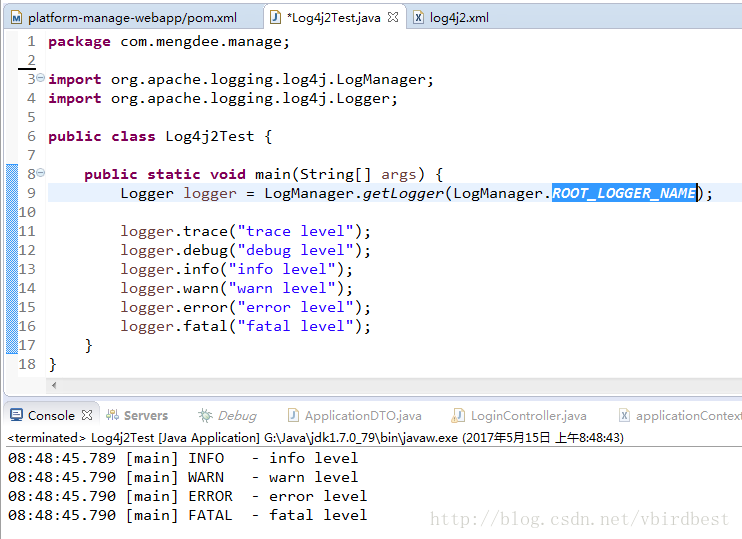 platform-manage-webapp/pom.xml *Log4j2Test.java log4j2.xml
1 package com.mengdee.manage;
2
3 import org.apache.logging.log4j.LogManager;
4 import org.apache.logging.log4j.Logger;
5
6 public class Log4j2Test {
7
8 public static void main(String[] args) {
9 Logger logger = LogManager.getLogger(LogManager.ROOT_LOGGER_NAME);
10
11 logger.trace("trace level");
12 logger.debug("debug level");
13 logger.info("info level");
14 logger.warn("warn level");
15 logger.error("error level");
16 logger.fatal("fatal level");
17 }
18 }
Console Servers Debug ApplicationDTO.java LoginController.java applicationContext
<terminated> Log4j2Test [Java Application] G:\Java\jdk1.7.0_79\bin\javaw.exe (2017年5月15日 上午8:48:43)
08:48:45.789 [main] INFO - info level
08:48:45.790 [main] WARN - warn level
08:48:45.790 [main] ERROR - error level
08:48:45.790 [main] FATAL - fatal level
http://blog.csdn.net/vbirdbest